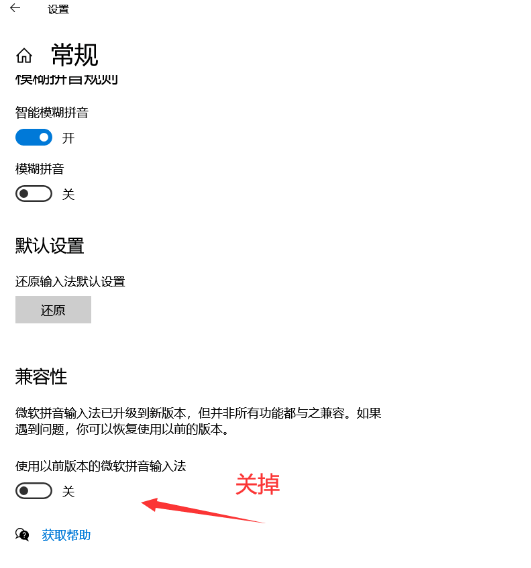 设置
常规
模糊拼音规则
智能模糊拼音
开
模糊拼音
关
默认设置
还原输入法默认设置
还原
兼容性
微软拼音输入法已升级到新版本，但并非所有功能都与之兼容。如果
遇到问题，你可以恢复使用以前的版本。
使用以前版本的微软拼音输入法
关掉
关
获取帮助